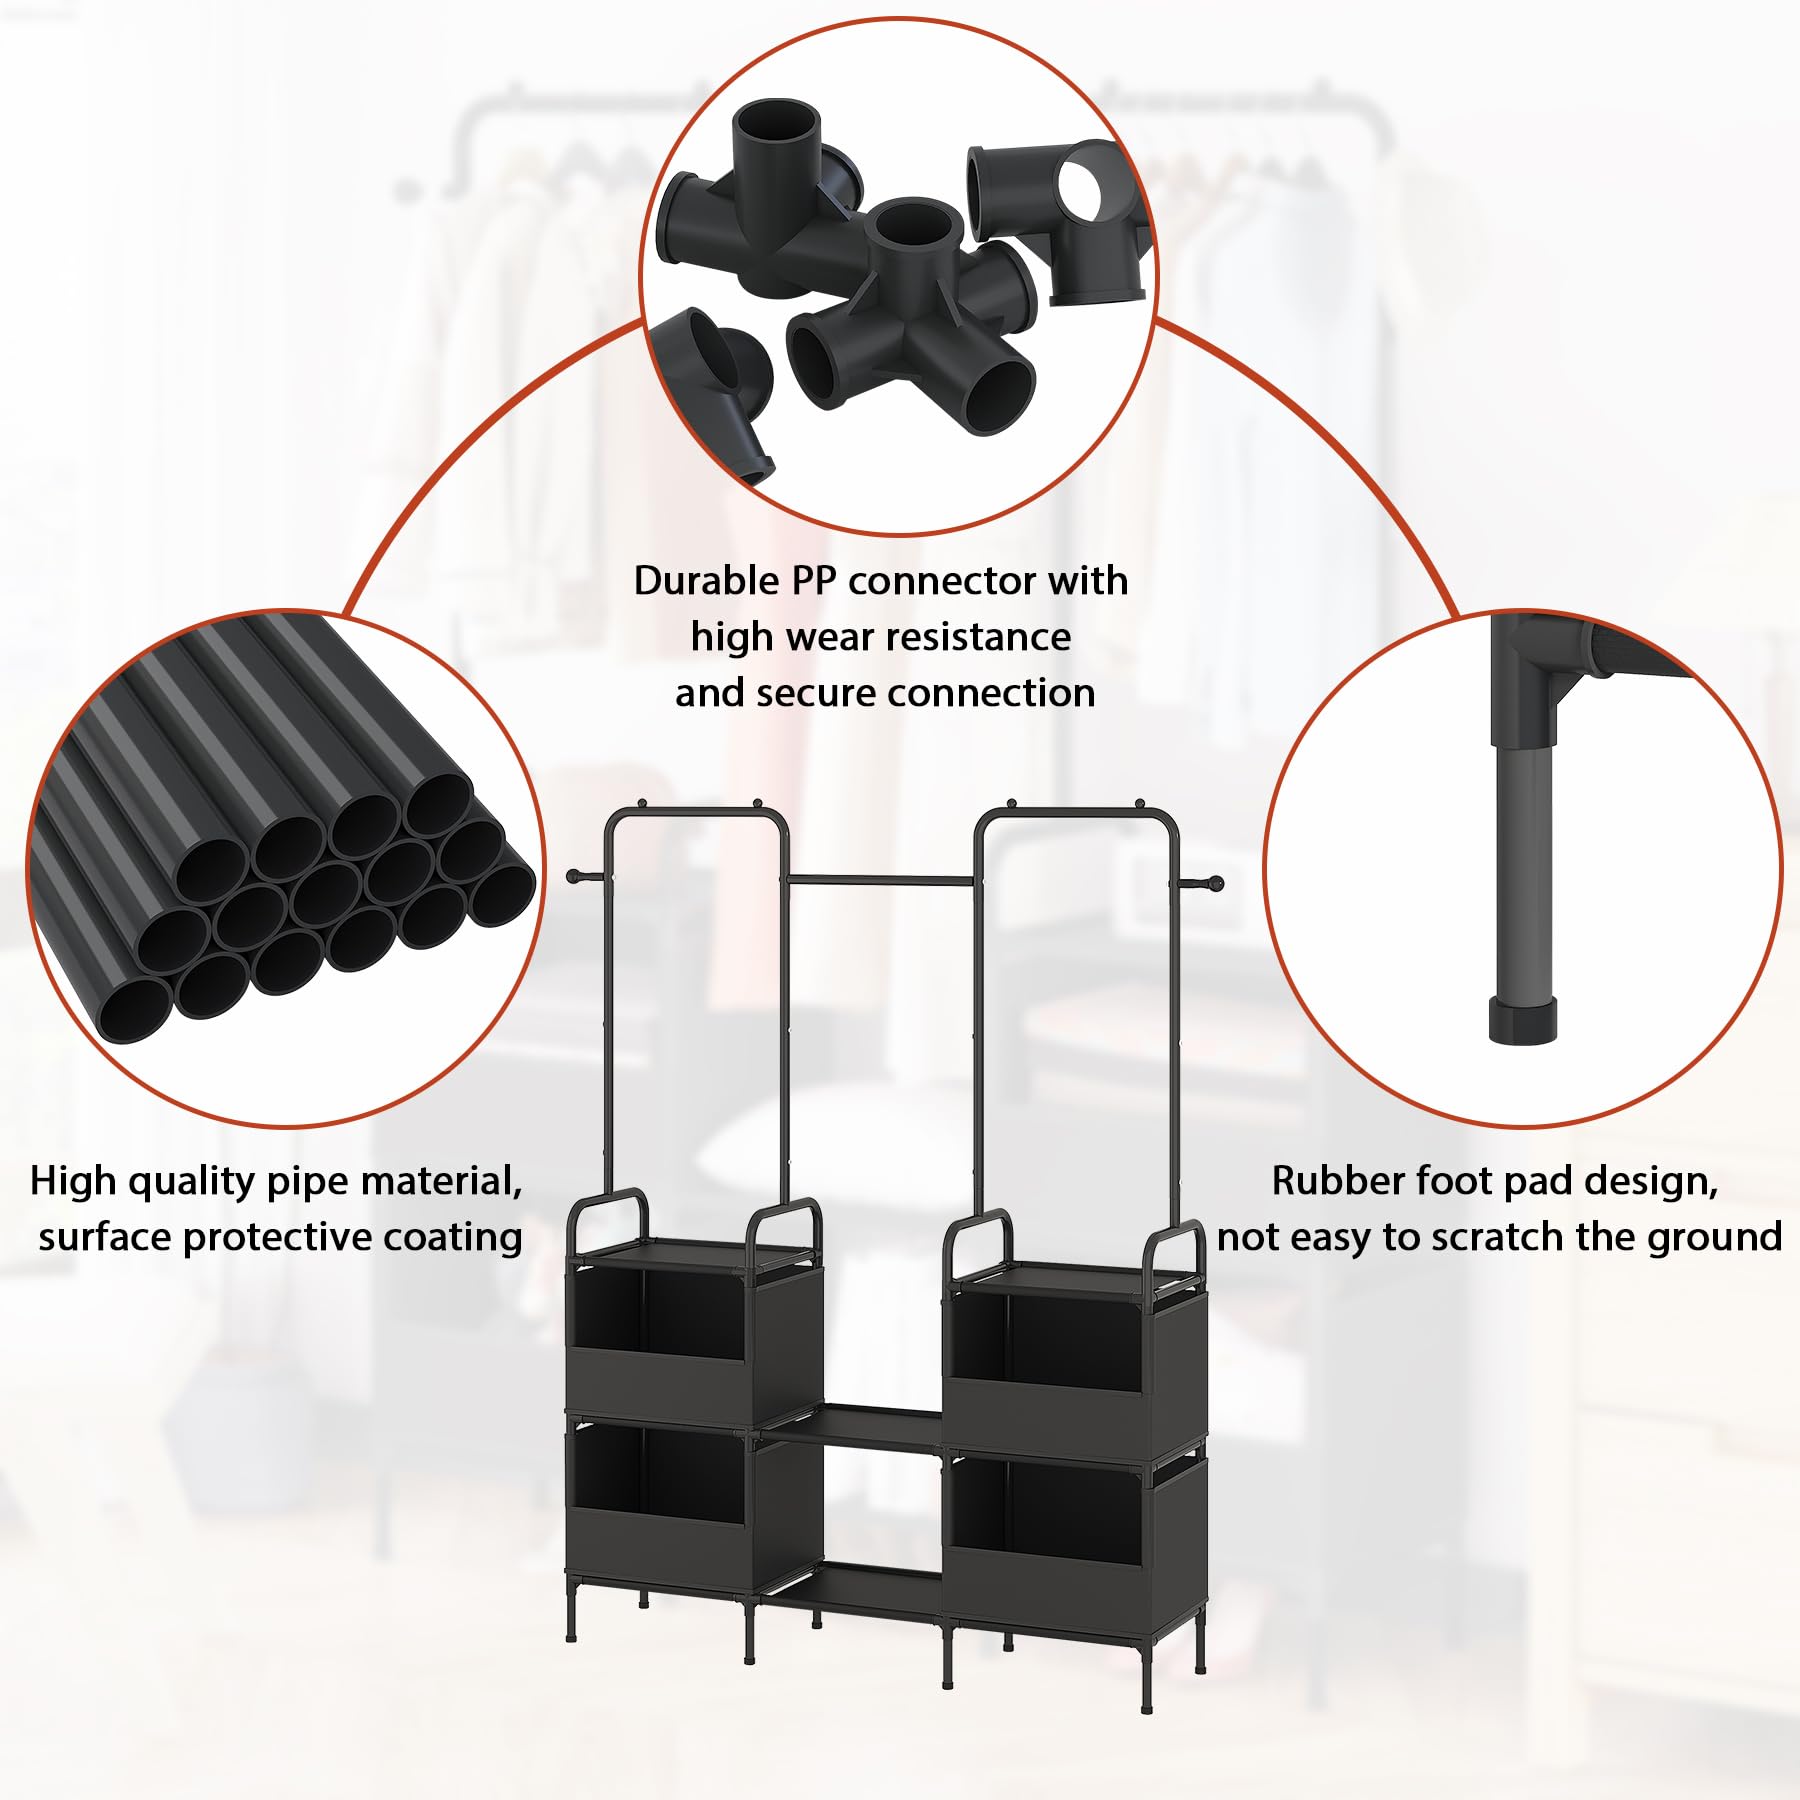 Durable PP connector with
high wear resistance
and secure connection
High quality pipe material,
surface protective coating
Rubber foot pad design,
not easy to scratch the ground